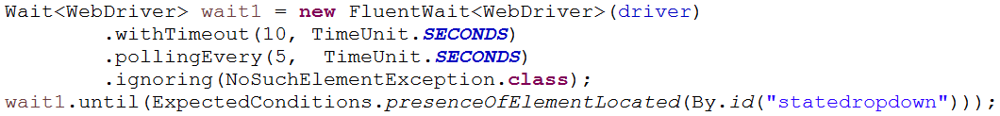 Wait<WebDriver> wait1 = new FluentWait<WebDriver>(driver)
        .withTimeout(10, TimeUnit.SECONDS)
        .pollingEvery(5,  TimeUnit.SECONDS)
        .ignoring(NoSuchElementException.class);
wait1.until(ExpectedConditions.presenceOfElementLocated(By.id("statedropdown")));